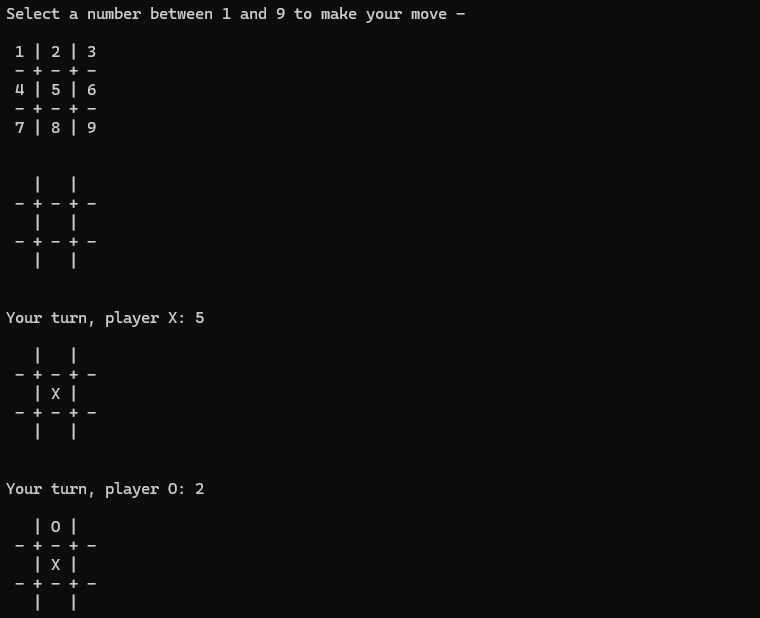 Select a number between 1 and 9 to make your move -
1 | 2 | 3
- + - + -
4 | 5 | 6
- + - + -
7 | 8 | 9
  |   |
- + - + -
  |   |
- + - + -
  |   |
Your turn, player X: 5
  |   |
- + - + -
  | X |
- + - + -
  |   |
Your turn, player O: 2
  | O |
- + - + -
  | X |
- + - + -
  |   |